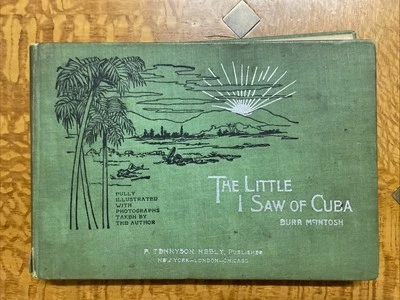 THE LITTLE
I SAW OF CUBA
BURR McINTOSH
FULLY
ILLUSTRATED
WITH
PHOTOGRAPHS
TAKEN BY
THE AUTHOR
F. TENNYSON NEELY, PUBLISHER
NEW YORK—LONDON—CHICAGO